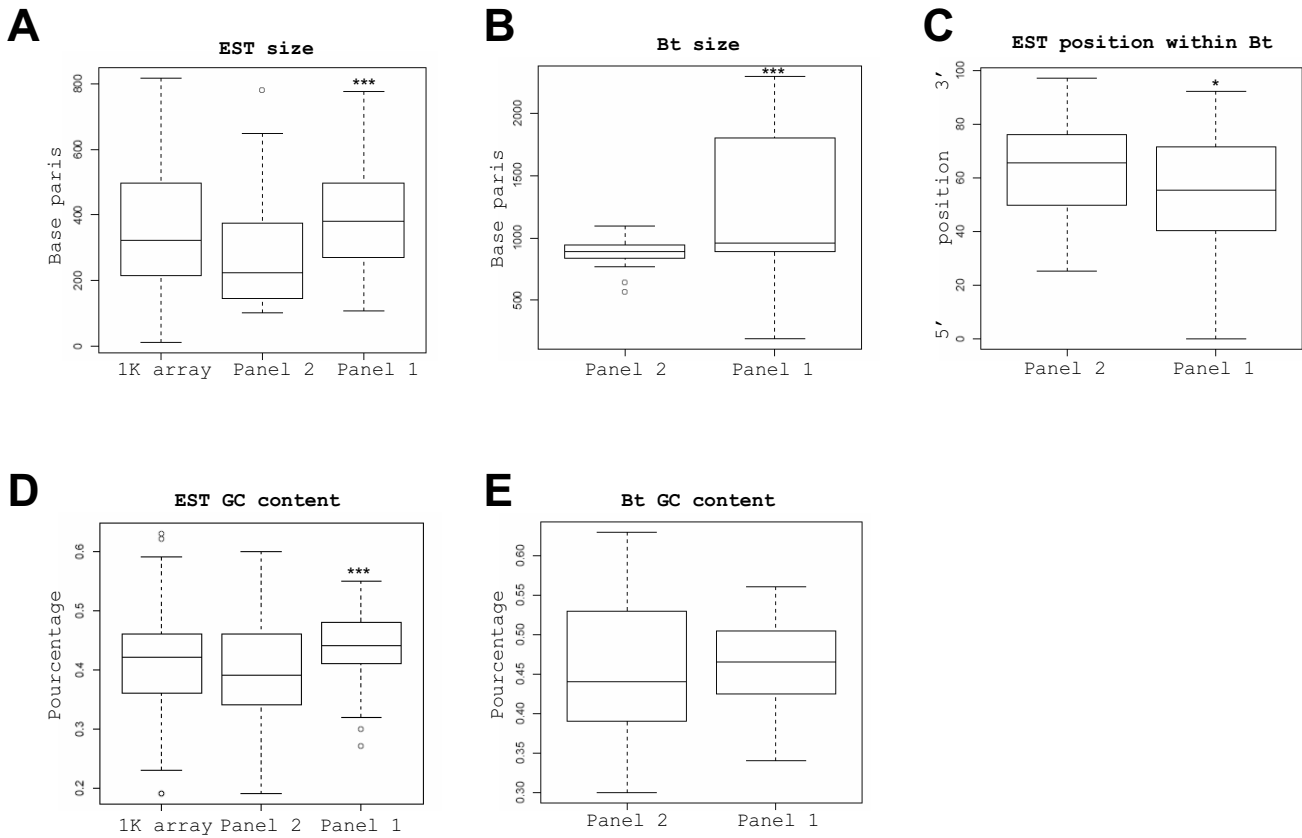 A
EST size
Base paris
0
200
400
600
800
***
1K array
Panel 2
Panel 1
B
Bt size
Base paris
500
1000
1500
2000
***
Panel 2
Panel 1
C
EST position within Bt
position
5’
3’
0
20
40
60
80
100
*
Panel 2
Panel 1
D
EST GC content
Pourcentage
0.2
0.3
0.4
0.5
0.6
***
1K array
Panel 2
Panel 1
E
Bt GC content
Pourcentage
0.30
0.35
0.40
0.45
0.50
0.55
0.60
Panel 2
Panel 1